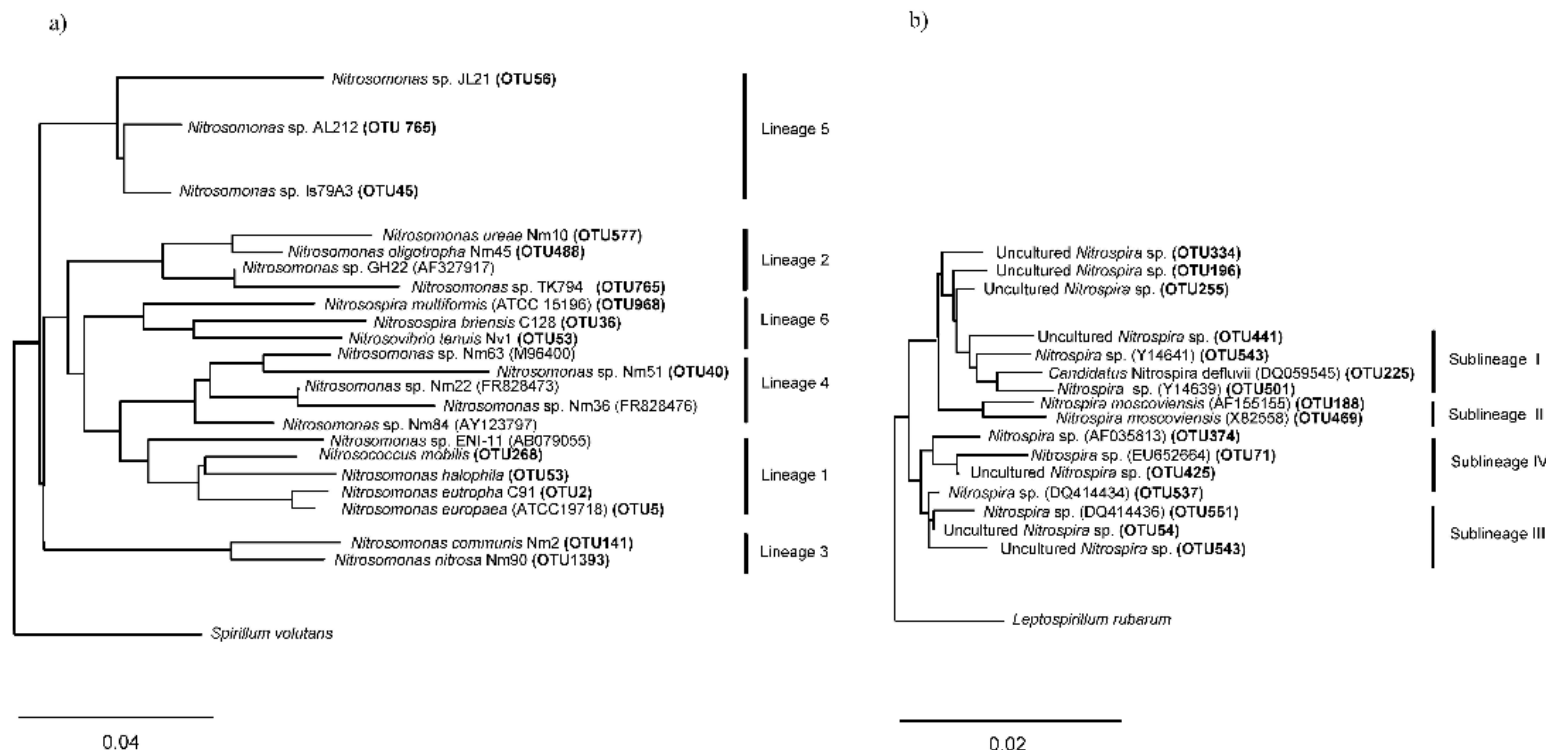 a)
Nitrosomonas sp. JL21 (OTU56)
Nitrosomonas sp. AL212 (OTU 765)
Lineage 5
Nitrosomonas sp. Is79A3 (OTU45)
Nitrosomonas ureae Nm10 (OTU577)
Nitrosomonas oligotropha Nm45 (OTU488)
Nitrosomonas sp. GH22 (AF327917)
Lineage 2
Nitrosomonas sp. TK794 (OTU765)
Nitrosospira multiformis (ATCC 15196) (OTU968)
Nitrosospira briensis C128 (OTU36)
Lineage 6
Nitrosovibrio tenuis Nv1 (OTU53)
Nitrosomonas sp. Nm63 (M96400)
Nitrosomonas sp. Nm51 (OTU40)
Nitrosomonas sp. Nm22 (FR828473)
Lineage 4
Nitrosomonas sp. Nm36 (FR828476)
Nitrosomonas sp. Nm84 (AY123797)
Nitrosomonas sp. ENI-11 (AB079055)
Nitrosococcus mobilis (OTU268)
Nitrosomonas halophila (OTU53)
Lineage 1
Nitrosomonas eutropha C91 (OTU2)
Nitrosomonas europaea (ATCC19718) (OTU5)
Nitrosomonas communis Nm2 (OTU141)
Lineage 3
Nitrosomonas nitrosa Nm90 (OTU1393)
Spirillum volutans
0.04
b)
Uncultured Nitrospira sp. (OTU334)
Uncultured Nitrospira sp. (OTU196)
Uncultured Nitrospira sp. (OTU255)
Uncultured Nitrospira sp. (OTU441)
Nitrospira sp. (Y14641) (OTU543)
Sublineage I
Candidatus Nitrospira defluvii (DQ059545) (OTU225)
Nitrospira sp. (Y14639) (OTU501)
Nitrospira moscoviensis (AF155155) (OTU188)
Sublineage II
Nitrospira moscoviensis (X82558) (OTU469)
Nitrospira sp. (AF035813) (OTU374)
Nitrospira sp. (EU652664) (OTU71)
Sublineage IV
Uncultured Nitrospira sp. (OTU425)
Nitrospira sp. (DQ414434) (OTU537)
Nitrospira sp. (DQ414436) (OTU551)
Uncultured Nitrospira sp. (OTU54)
Sublineage III
Uncultured Nitrospira sp. (OTU543)
Leptospirillum rubarum
0.02